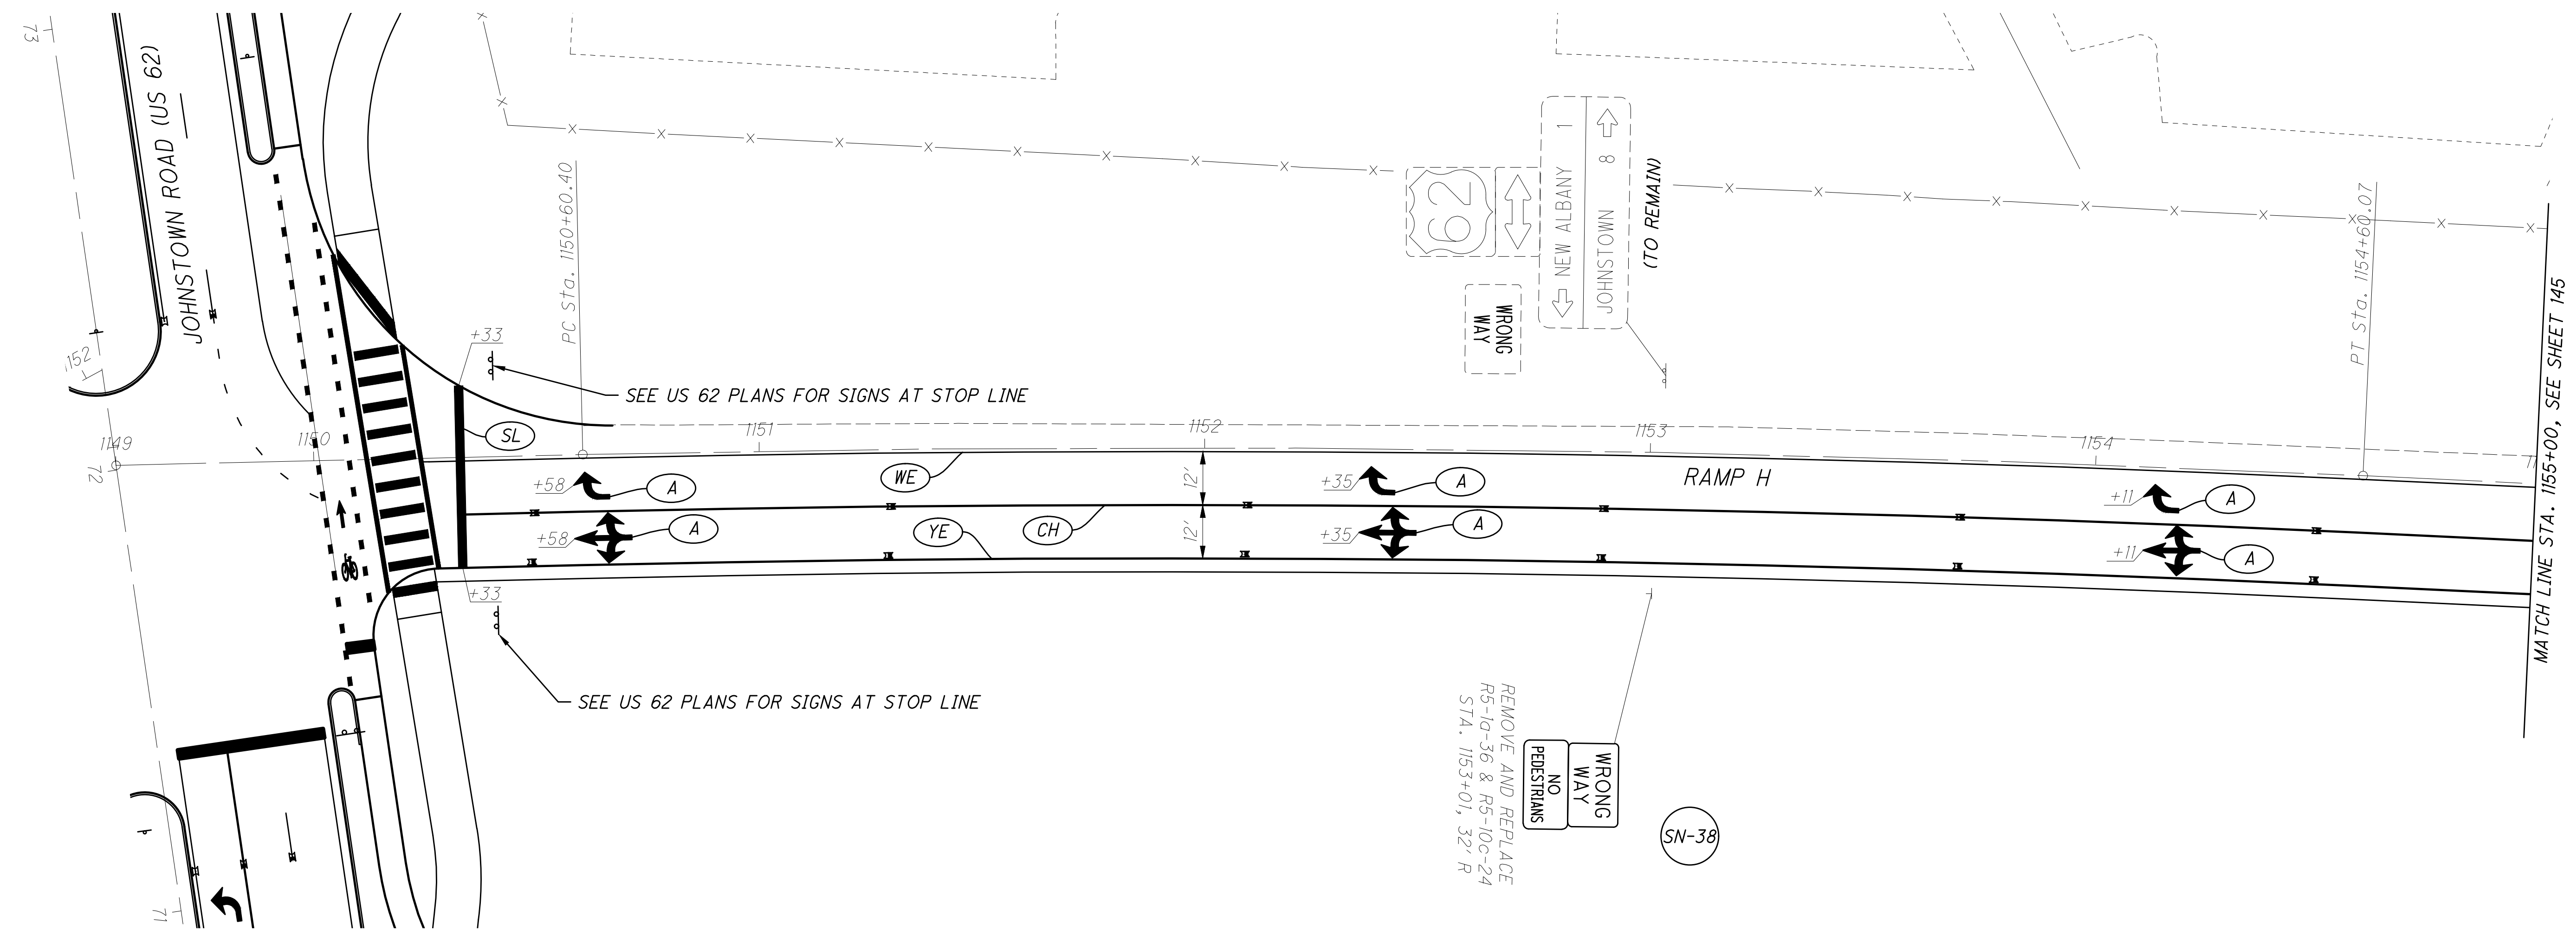 73
JOHNSTOWN ROAD (US 62)
1152
1149
72
1150
PC Sta. 1150+60.40
+33
SEE US 62 PLANS FOR SIGNS AT STOP LINE
SL
1151
1152
1153
1154
62
NEW ALBANY 1
JOHNSTOWN 8
(TO REMAIN)
WRONG
WAY
PT Sta. 1154+60.07
MATCH LINE STA. 1155+00, SEE SHEET 145
WE
12'
RAMP H
+58
A
+35
A
+11
A
YE
CH
12'
+58
A
+35
A
+11
A
+33
SEE US 62 PLANS FOR SIGNS AT STOP LINE
REMOVE AND REPLACE
R5-1a-36 & R5-10c-24
STA. 1153+01, 32' R
WRONG
WAY
NO
PEDESTRIANS
SN-38
71